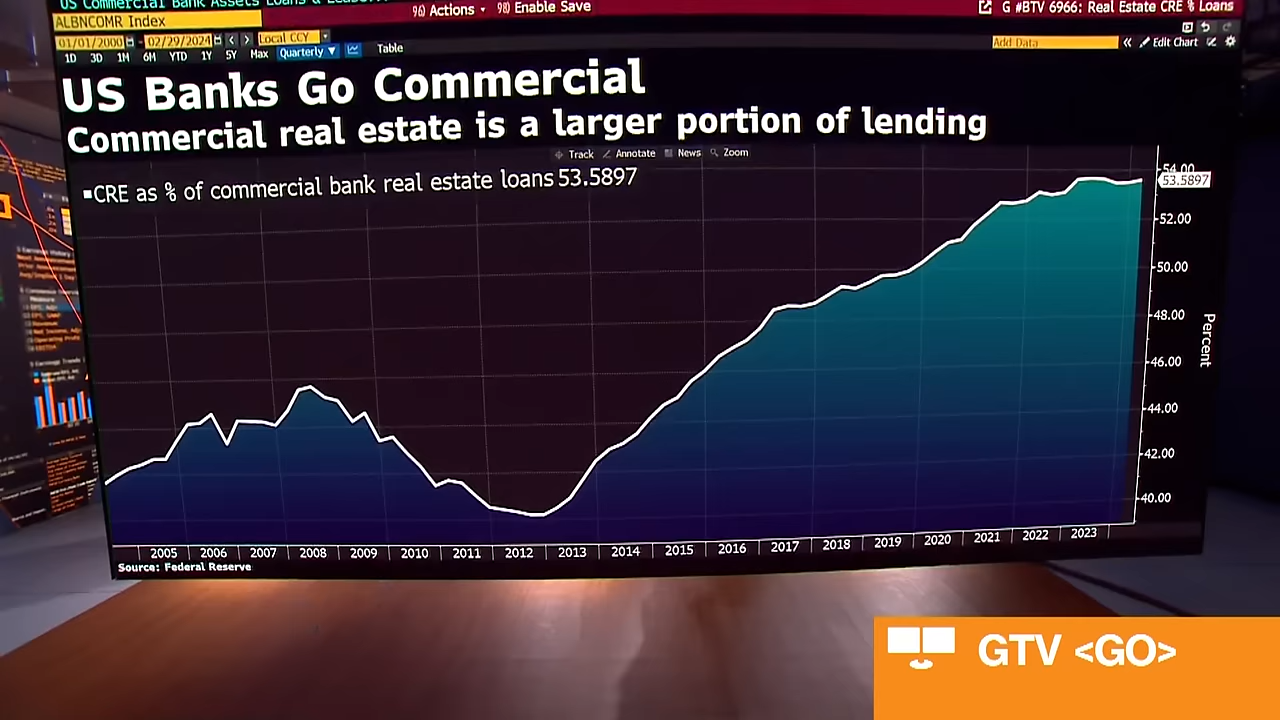 US Commercial Bank Assets Loans & Lease
ALBNCOMR Index
96) Actions
98) Enable Save
G #BTV 6966: Real Estate CRE % Loans
01/01/2000 - 02/29/2024
Local CCY
Add Data
« Edit Chart
1D 3D 1M 6M YTD 1Y 5Y Max Quarterly ▼ Table
US Banks Go Commercial
Commercial real estate is a larger portion of lending
Track Annotate News Zoom
CRE as % of commercial bank real estate loans 53.5897
54.00
53.5897
52.00
50.00
48.00
46.00
44.00
42.00
40.00
Percent
2005 2006 2007 2008 2009 2010 2011 2012 2013 2014 2015 2016 2017 2018 2019 2020 2021 2022 2023
Source: Federal Reserve
GTV <GO>